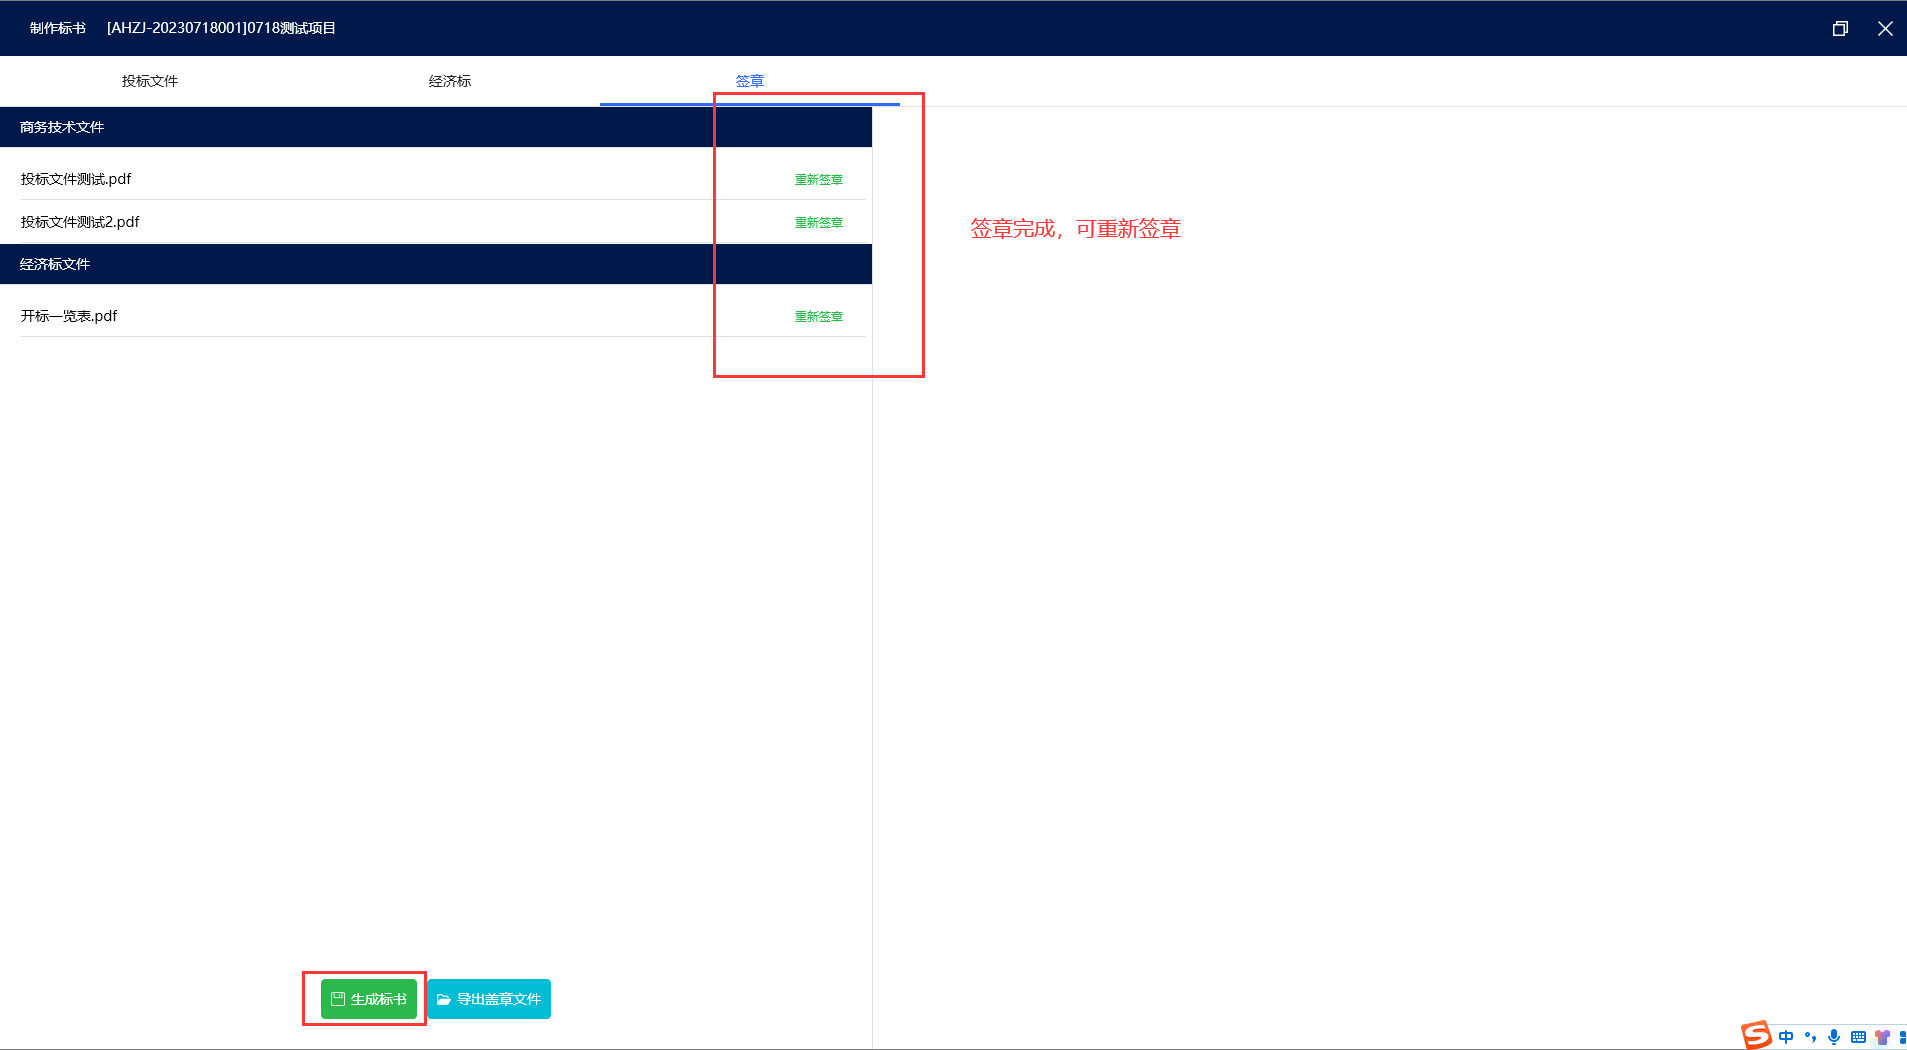 制作标书 [AHZJ-20230718001]0718测试项目
投标文件 经济标 签章
商务技术文件
投标文件测试.pdf 重新签章
投标文件测试2.pdf 重新签章
签章完成，可重新签章
经济标文件
开标一览表.pdf 重新签章
生成标书 导出盖章文件
S 中